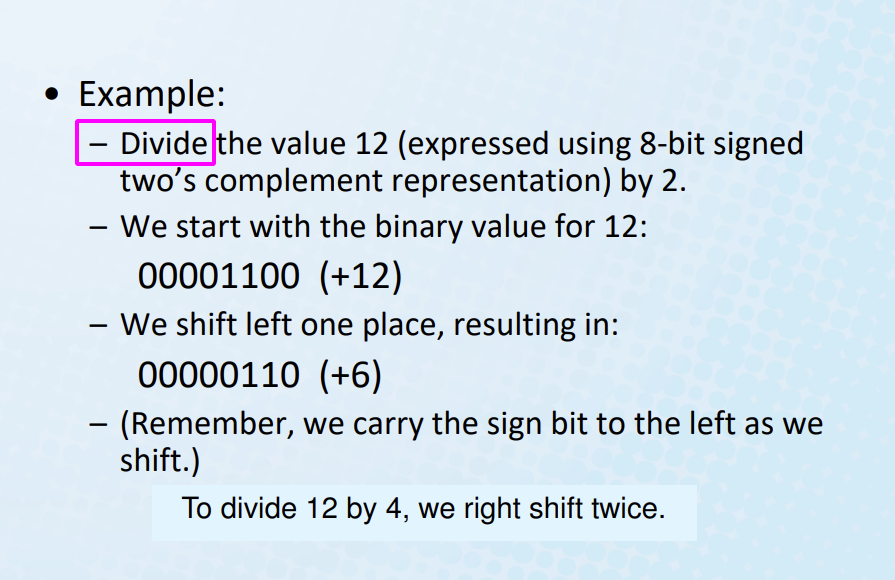 • Example:
– Divide the value 12 (expressed using 8-bit signed
two’s complement representation) by 2.
– We start with the binary value for 12:
00001100 (+12)
– We shift left one place, resulting in:
00000110 (+6)
– (Remember, we carry the sign bit to the left as we
shift.)
To divide 12 by 4, we right shift twice.